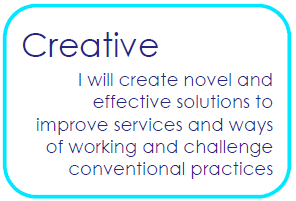 Creative
I will create novel and
effective solutions to
improve services and ways
of working and challenge
conventional practices